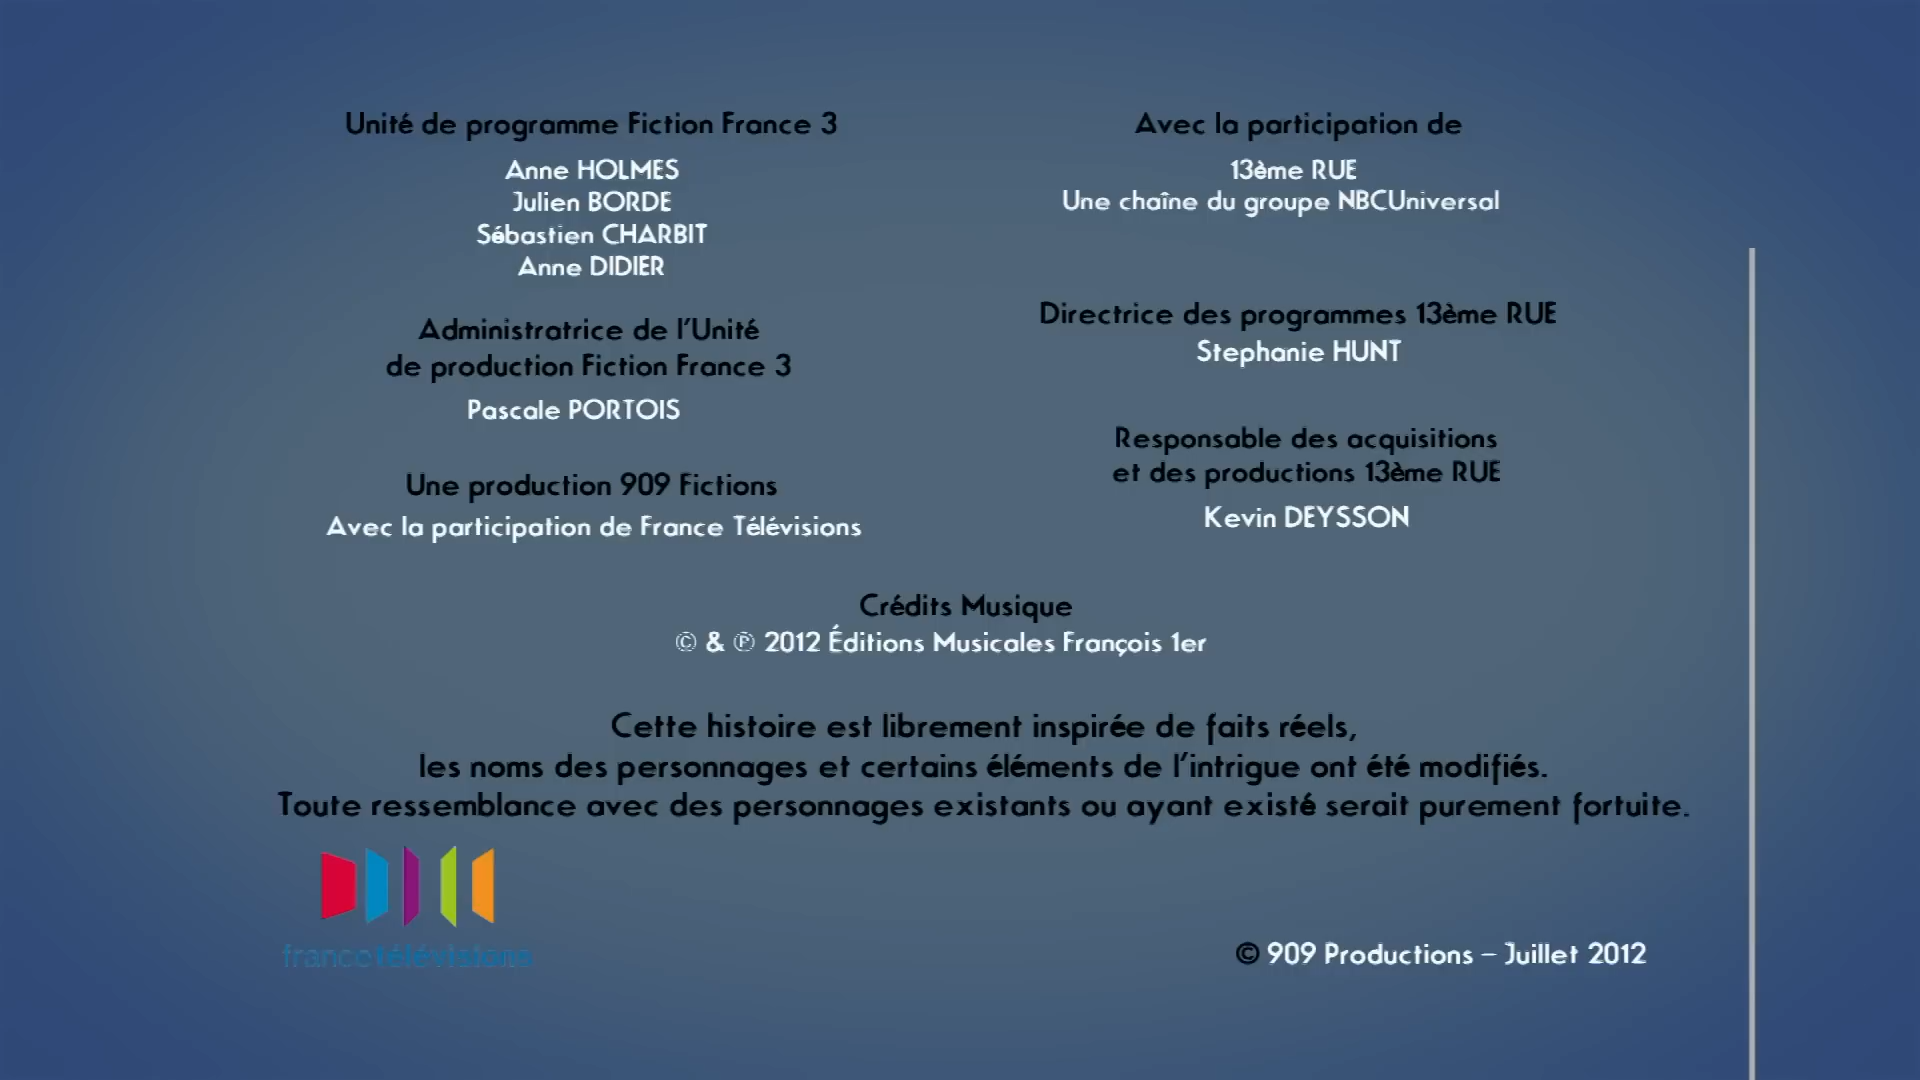 Unité de programme Fiction France 3
Anne HOLMES
Julien BORDE
Sébastien CHARBIT
Anne DIDIER
Administratrice de l'Unité
de production Fiction France 3
Pascale PORTOIS
Une production 909 Fictions
Avec la participation de France Télévisions
Avec la participation de
13ème RUE
Une chaîne du groupe NBCUniversal
Directrice des programmes 13ème RUE
Stephanie HUNT
Responsable des acquisitions
et des productions 13ème RUE
Kevin DEYSSON
Crédits Musique
© & ℗ 2012 Éditions Musicales François 1er
Cette histoire est librement inspirée de faits réels,
les noms des personnages et certains éléments de l'intrigue ont été modifiés.
Toute ressemblance avec des personnages existants ou ayant existé serait purement fortuite.
francetélévisions
© 909 Productions – Juillet 2012